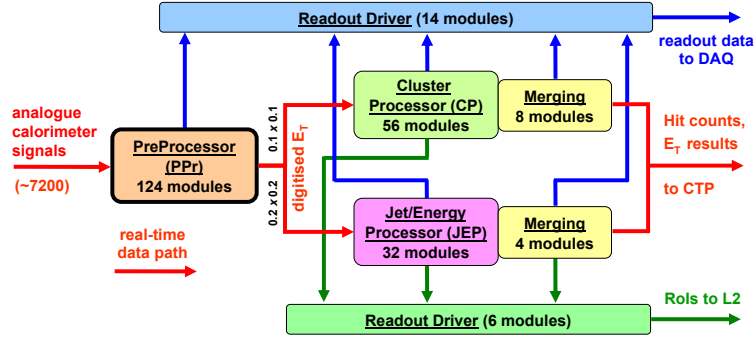 Readout Driver (14 modules)
readout data
to DAQ
analogue
calorimeter
signals
(~7200)
PreProcessor
(PPr)
124 modules
0.1 x 0.1
0.2 x 0.2
digitised E_T
Cluster
Processor (CP)
56 modules
Merging
8 modules
Hit counts,
E_T results
to CTP
Jet/Energy
Processor (JEP)
32 modules
Merging
4 modules
real-time
data path
RoIs to L2
Readout Driver (6 modules)